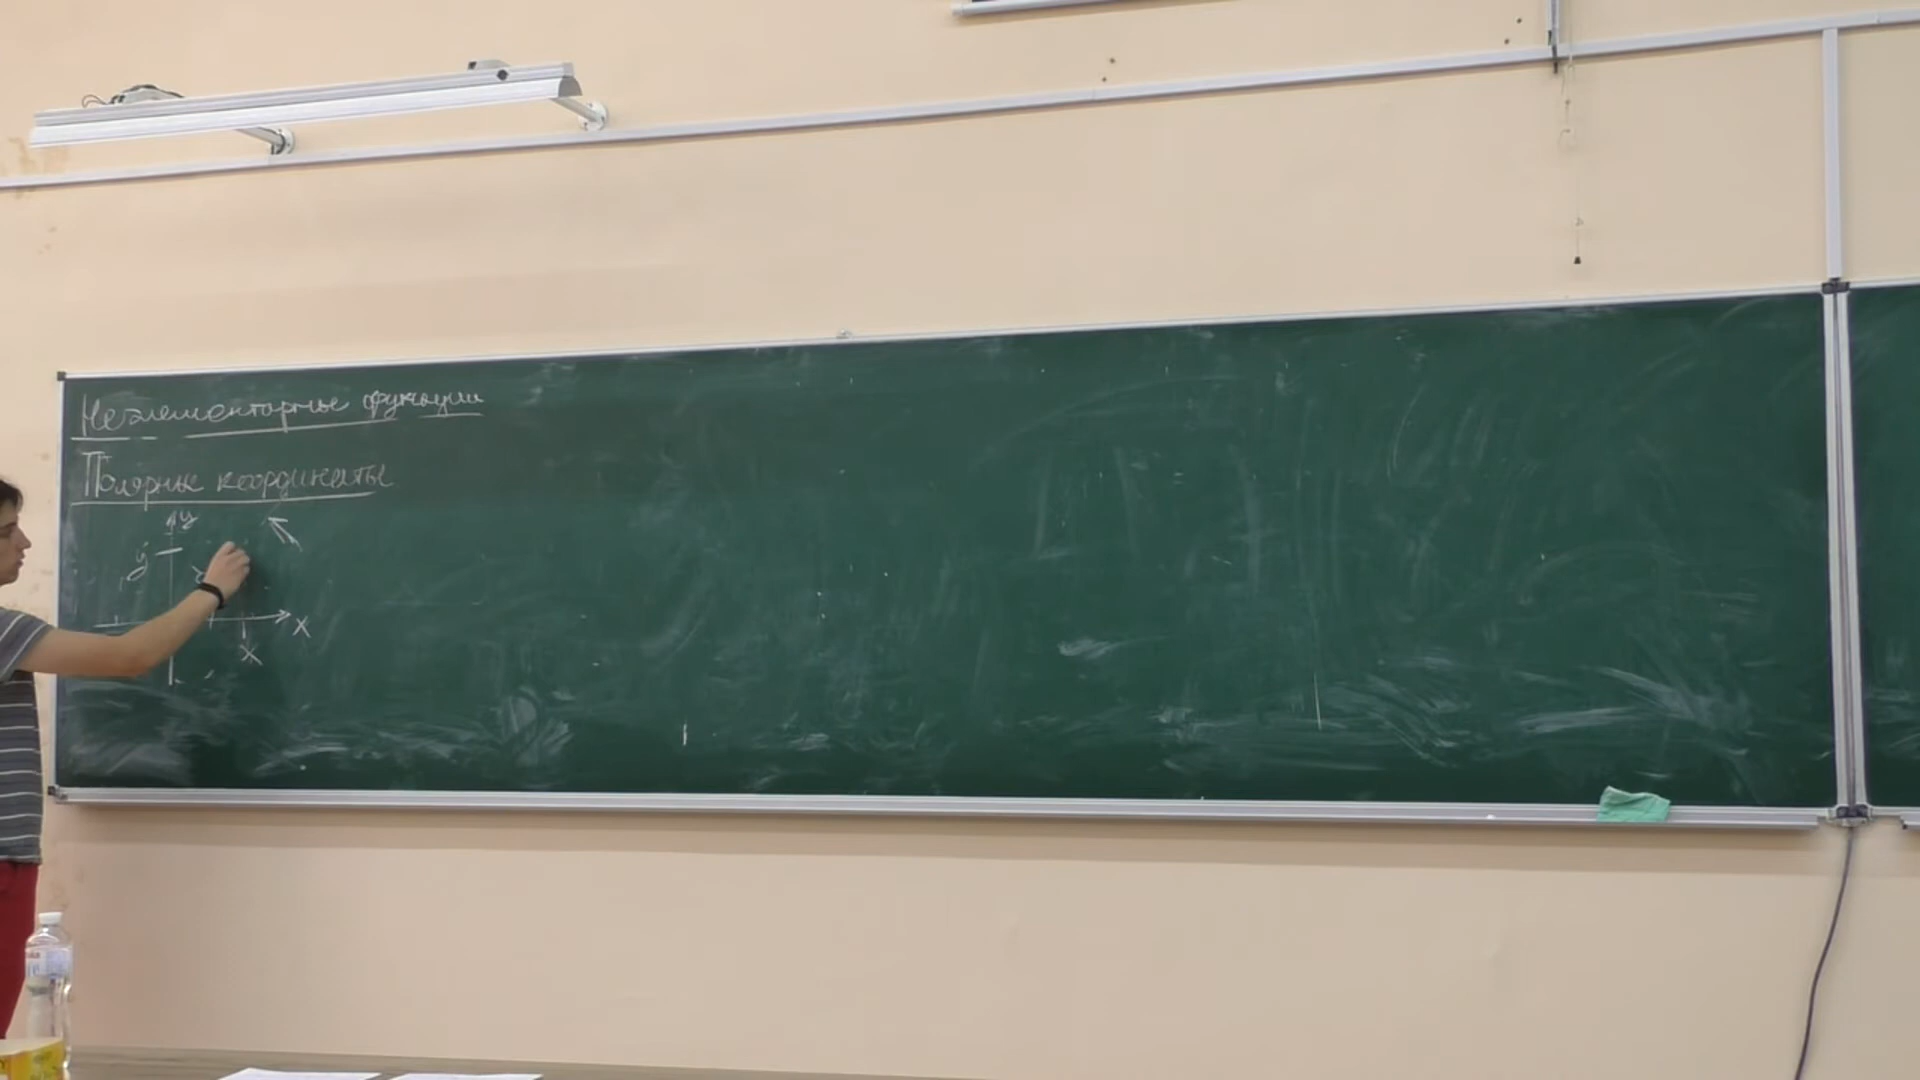 Неэлементарные функции
Полярные координаты
y
y
x
x